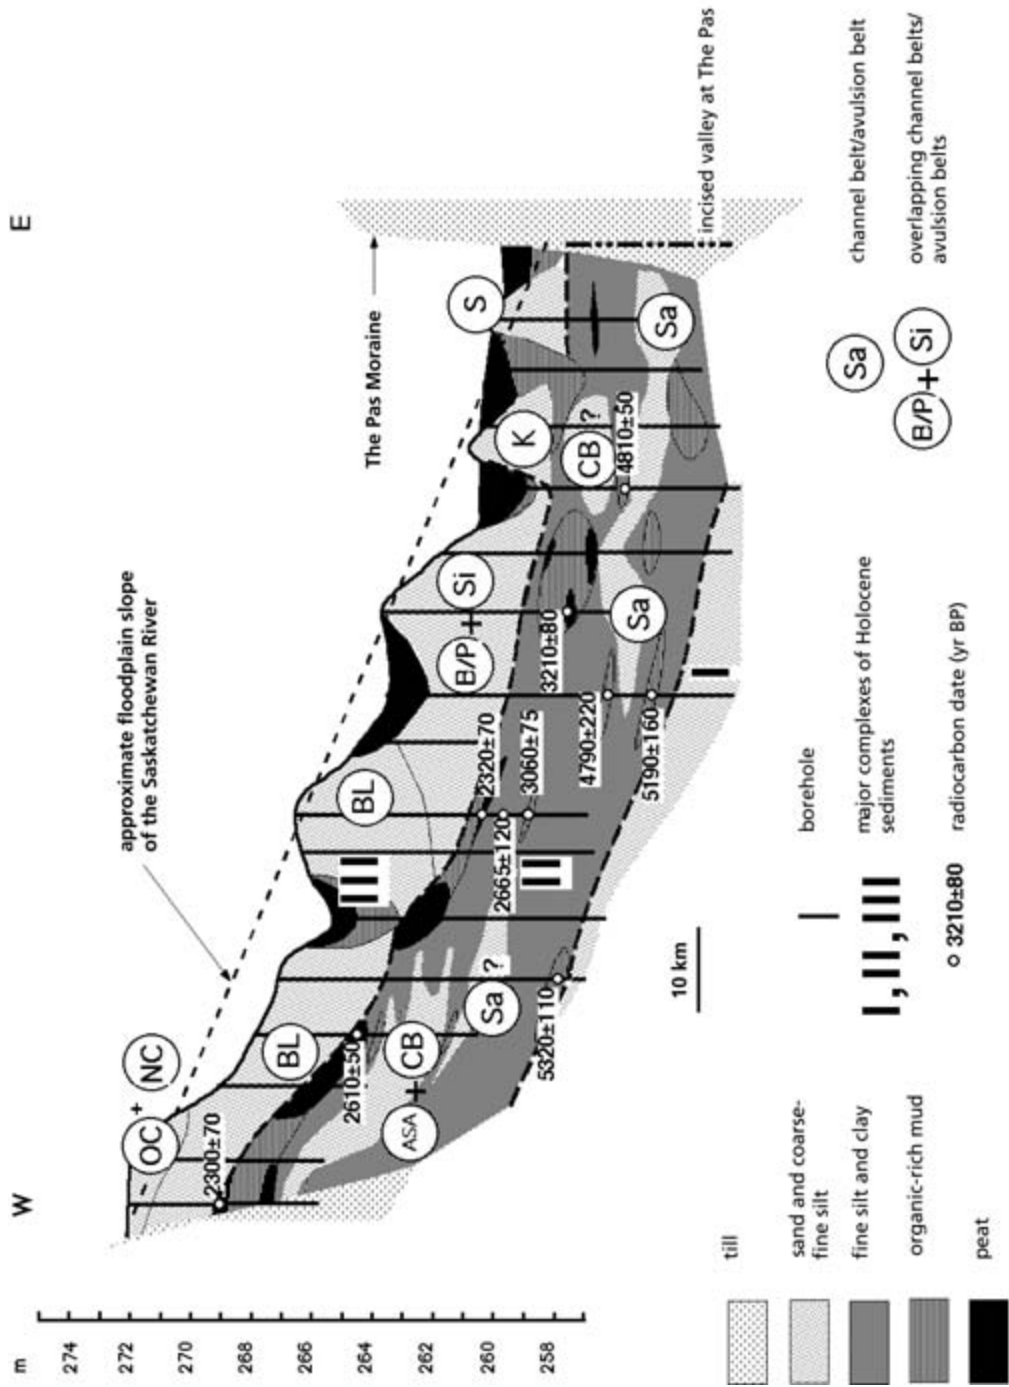 W
E
m
274
272
270
268
266
264
262
260
258
approximate floodplain slope
of the Saskatchewan River
The Pas Moraine
incised valley at The Pas
OC + NC
BL
BL
B/P + Si
K
S
CB ?
ASA + CB
Sa ?
Sa
Sa
I
II
III
2300±70
2610±50
5320±110
2665±120
2320±70
3060±75
4790±220
5190±160
3210±80
4810±50
10 km
till
sand and coarse-
fine silt
fine silt and clay
organic-rich mud
peat
borehole
I, II, III
major complexes of Holocene
sediments
3210±80
radiocarbon date (yr BP)
Sa
channel belt/avulsion belt
B/P + Si
overlapping channel belts/
avulsion belts